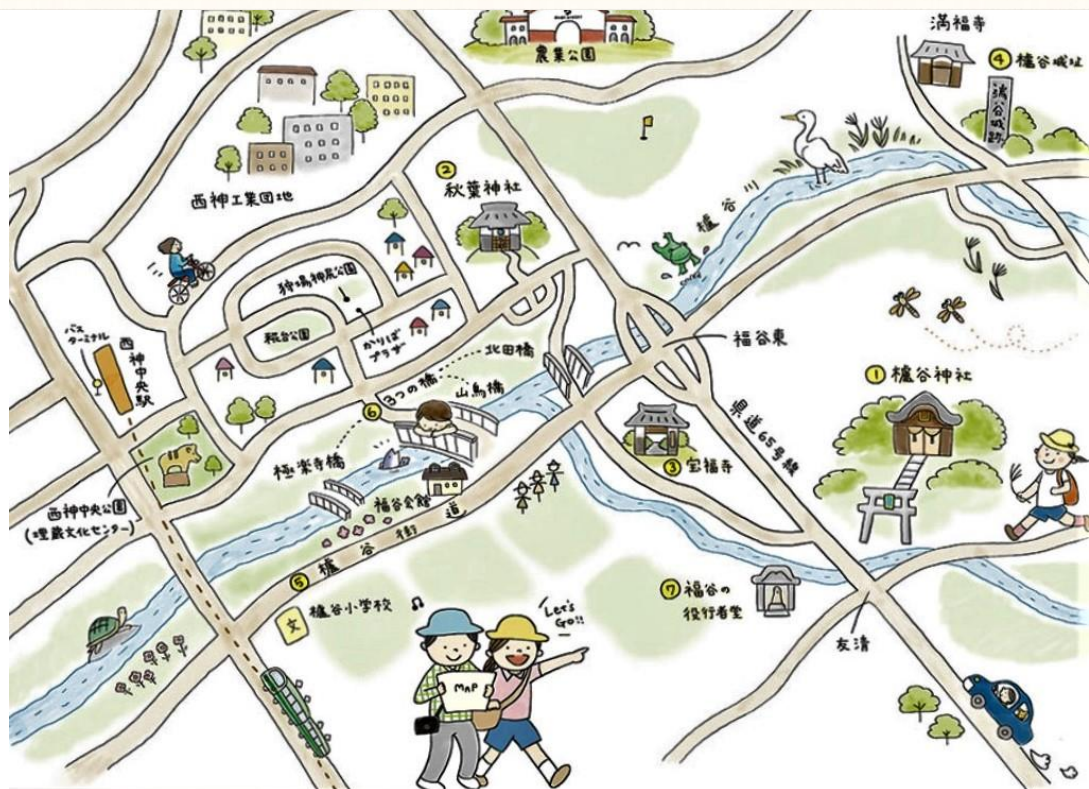 農業公園
満福寺
④ 櫨谷城址
櫨谷城跡
西神工業団地
② 秋葉神社
櫨谷川
狩場神戻公園
かりば
プラザ
糀台公園
バス
ターミナル
西神中央駅
北田橋
3つの橋
山鳥橋
⑥
極楽寺橋
福谷会館
福谷東
県道65号線
① 櫨谷神社
③ 宝福寺
西神中央公園
(埋蔵文化センター)
櫨谷街道
⑤
文
櫨谷小学校
⑦ 福谷の
役行者堂
友清
Let's
Go!!
MAP